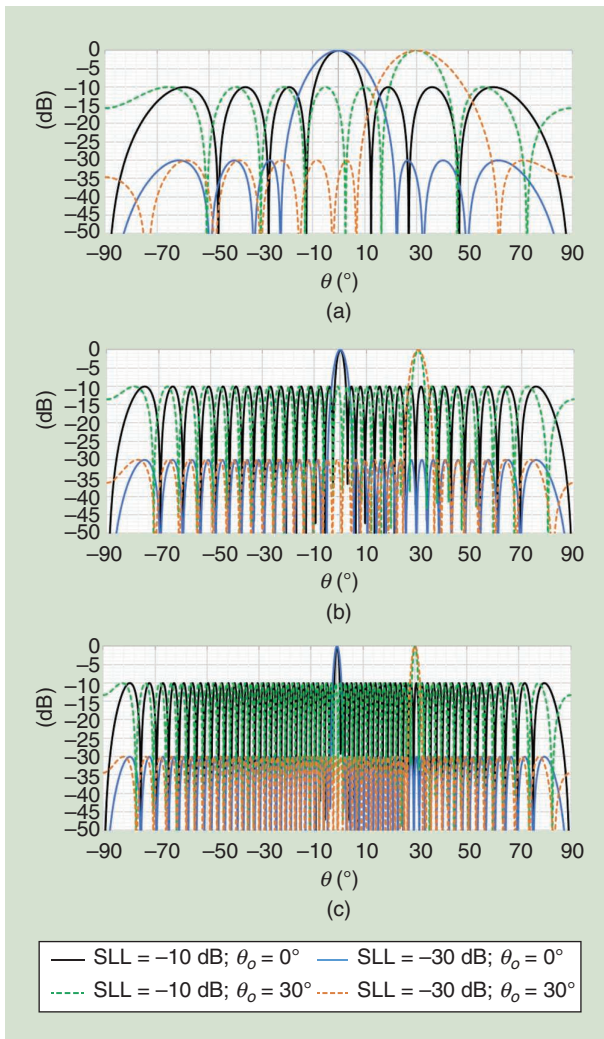 0
–5
–10
–15
–20
–25
–30
–35
–40
–45
–50
(dB)
–90 –70 –50 –30 –10 10 30 50 70 90
θ (°)
(a)
0
–5
–10
–15
–20
–25
–30
–35
–40
–45
–50
(dB)
–90 –70 –50 –30 –10 10 30 50 70 90
θ (°)
(b)
0
–5
–10
–15
–20
–25
–30
–35
–40
–45
–50
(dB)
–90 –70 –50 –30 –10 10 30 50 70 90
θ (°)
(c)
SLL = –10 dB; θo = 0° SLL = –30 dB; θo = 0°
SLL = –10 dB; θo = 30° SLL = –30 dB; θo = 30°